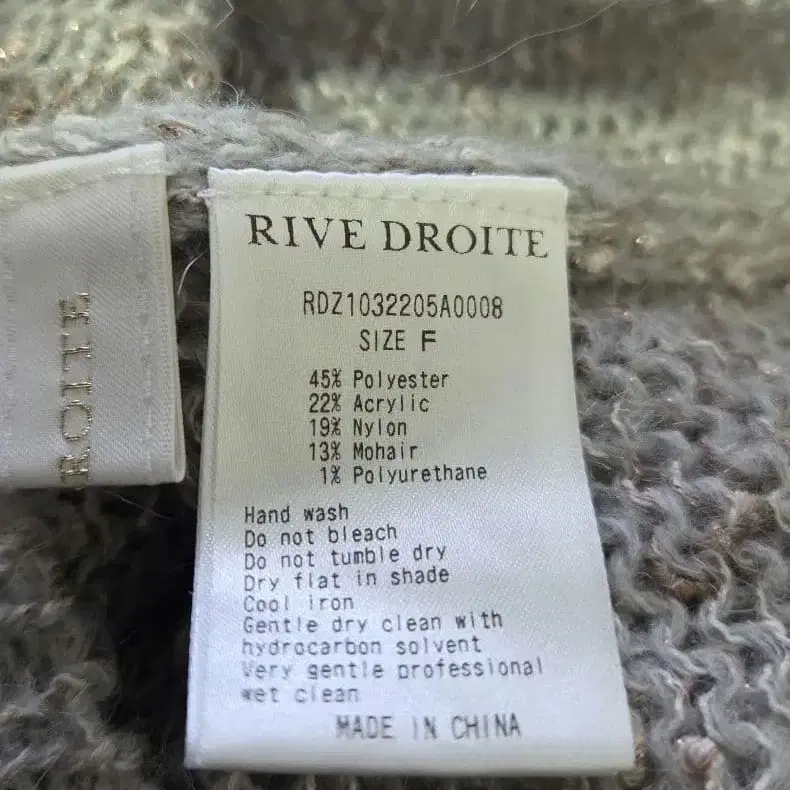 ROITE
RIVE DROITE
RDZ1032205A0008
SIZE F
45% Polyester
22% Acrylic
19% Nylon
13% Mohair
1% Polyurethane
Hand wash
Do not bleach
Do not tumble dry
Dry flat in shade
Cool iron
Gentle dry clean with
hydrocarbon solvent
Very gentle professional
wet clean
MADE IN CHINA